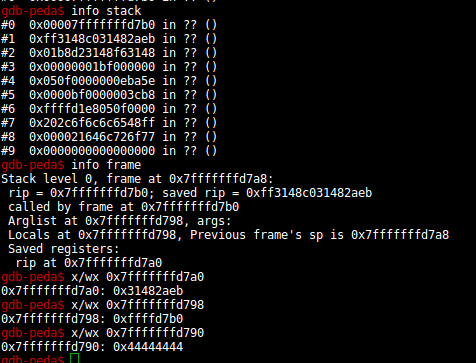 gdb-peda$ info stack
#0  0x00007fffffffd7b0 in ?? ()
#1  0xff3148c031482aeb in ?? ()
#2  0x01b8d23148f63148 in ?? ()
#3  0x00000001bf000000 in ?? ()
#4  0x050f0000000eba5e in ?? ()
#5  0x0000bf0000003cb8 in ?? ()
#6  0xffffd1e8050f0000 in ?? ()
#7  0x202c6f6c6c6548ff in ?? ()
#8  0x000021646c726f77 in ?? ()
#9  0x0000000000000000 in ?? ()
gdb-peda$ info frame
Stack level 0, frame at 0x7fffffffd7a8:
 rip = 0x7fffffffd7b0; saved rip = 0xff3148c031482aeb
 called by frame at 0x7fffffffd7b0
 Arglist at 0x7fffffffd798, args:
 Locals at 0x7fffffffd798, Previous frame's sp is 0x7fffffffd7a8
 Saved registers:
  rip at 0x7fffffffd7a0
gdb-peda$ x/wx 0x7fffffffd7a0
0x7fffffffd7a0: 0x31482aeb
gdb-peda$ x/wx 0x7fffffffd798
0x7fffffffd798: 0xffffd7b0
gdb-peda$ x/wx 0x7fffffffd790
0x7fffffffd790: 0x44444444
gdb-peda$